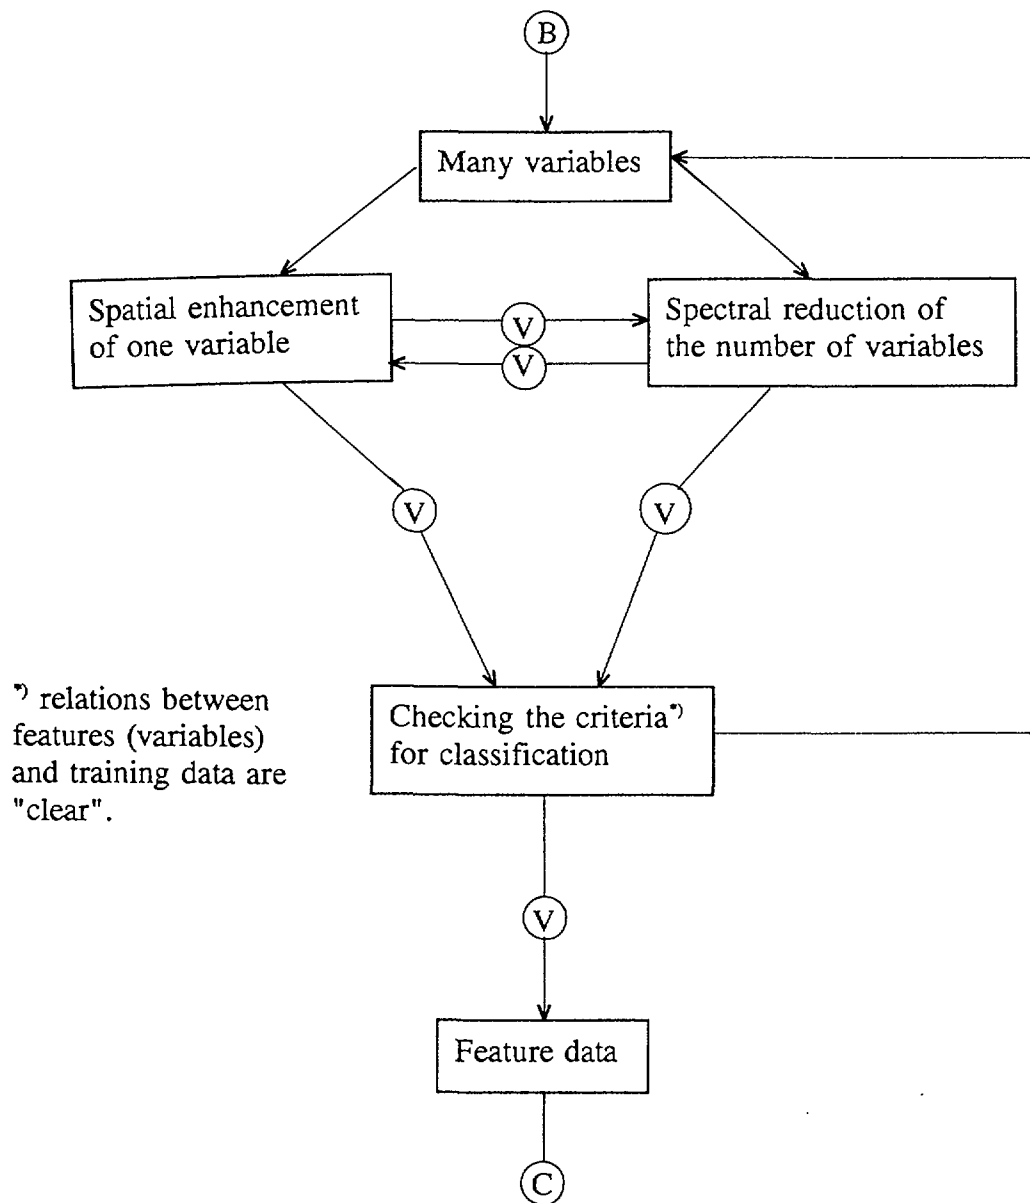 B
Many variables
Spatial enhancement
of one variable
V
V
Spectral reduction of
the number of variables
V
V
*) relations between
features (variables)
and training data are
"clear".
Checking the criteria*)
for classification
V
Feature data
C